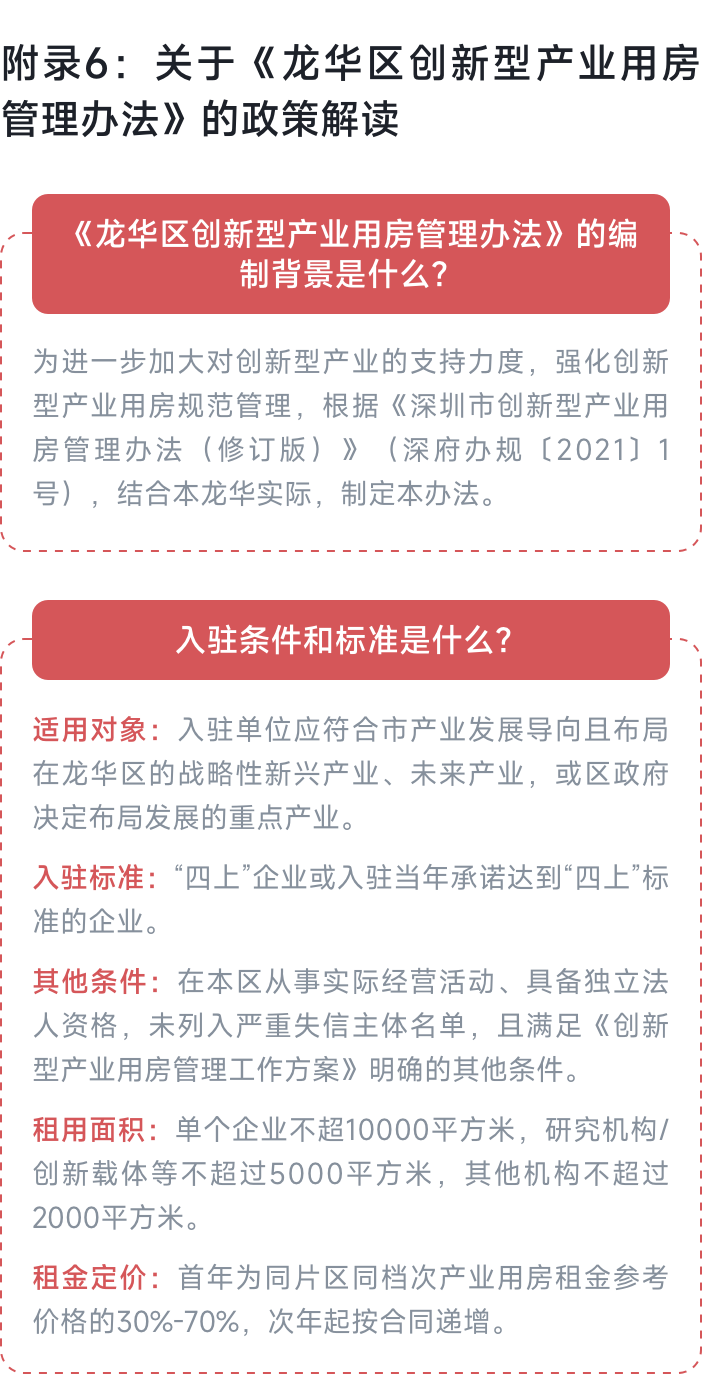 附录6：关于《龙华区创新型产业用房
管理办法》的政策解读
《龙华区创新型产业用房管理办法》的编
制背景是什么？
为进一步加大对创新型产业的支持力度，强化创新
型产业用房规范管理，根据《深圳市创新型产业用
房管理办法（修订版）》（深府办规〔2021〕1
号），结合本龙华实际，制定本办法。
入驻条件和标准是什么？
适用对象：入驻单位应符合市产业发展导向且布局
在龙华区的战略性新兴产业、未来产业，或区政府
决定布局发展的重点产业。
入驻标准：“四上”企业或入驻当年承诺达到“四上”标
准的企业。
其他条件：在本区从事实际经营活动、具备独立法
人资格，未列入严重失信主体名单，且满足《创新
型产业用房管理工作方案》明确的其他条件。
租用面积：单个企业不超10000平方米，研究机构/
创新载体等不超过5000平方米，其他机构不超过
2000平方米。
租金定价：首年为同片区同档次产业用房租金参考
价格的30%-70%，次年起按合同递增。